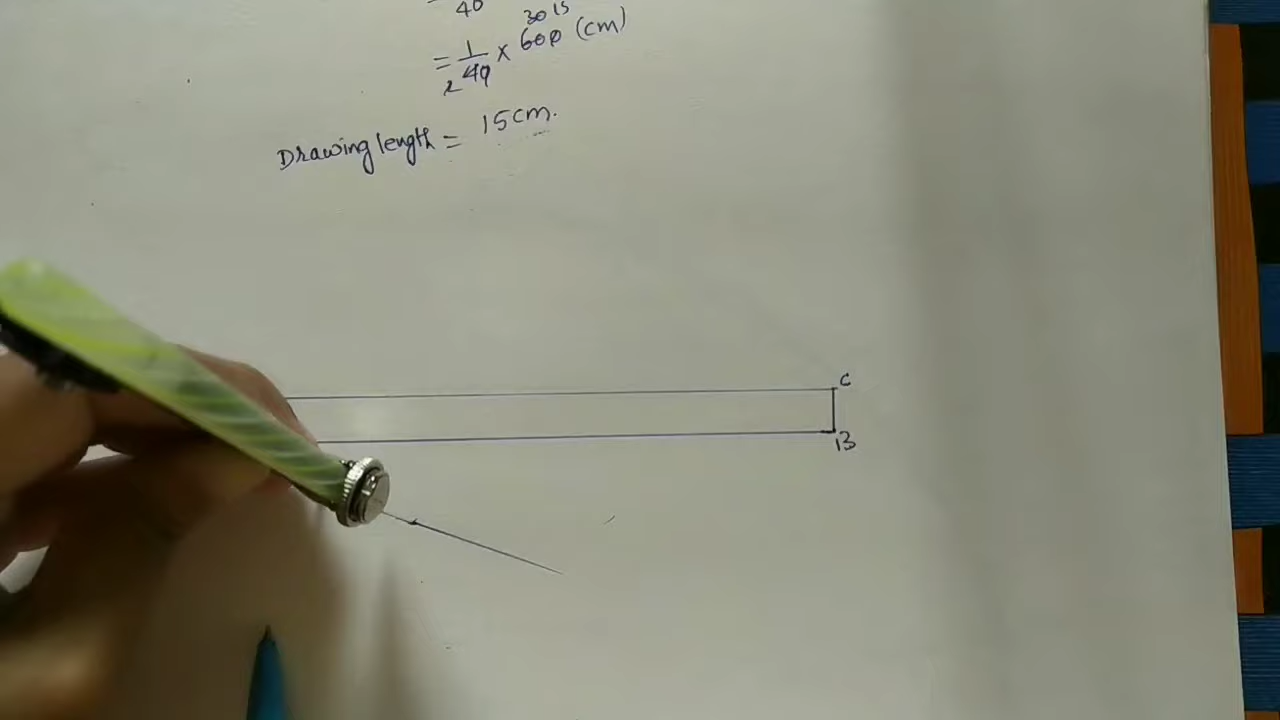 40
30 15
= 1/40 x 600 (cm)
2
Drawing length = 15cm.
C
B